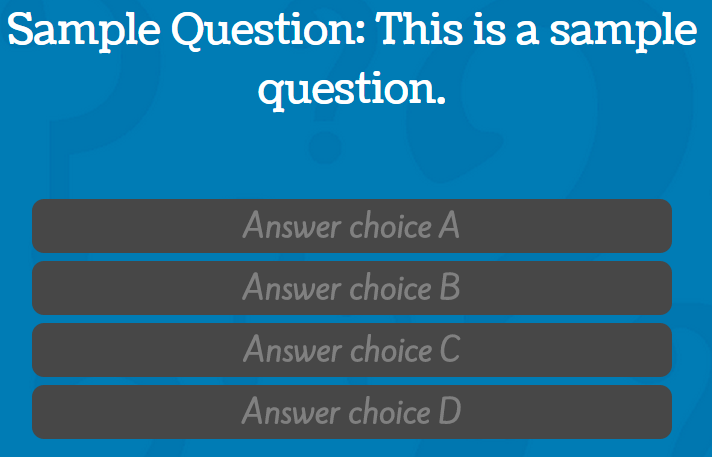 Sample Question: This is a sample
question.
Answer choice A
Answer choice B
Answer choice C
Answer choice D